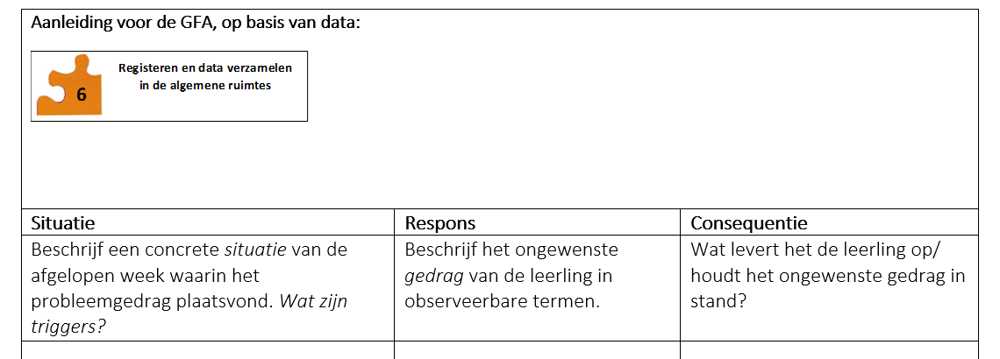 Aanleiding voor de GFA, op basis van data:
6
Registeren en data verzamelen
in de algemene ruimtes
Situatie
Respons
Consequentie
Beschrijf een concrete situatie van de
afgelopen week waarin het
probleemgedrag plaatsvond. Wat zijn
triggers?
Beschrijf het ongewenste
gedrag van de leerling in
observeerbare termen.
Wat levert het de leerling op/
houdt het ongewenste gedrag in
stand?